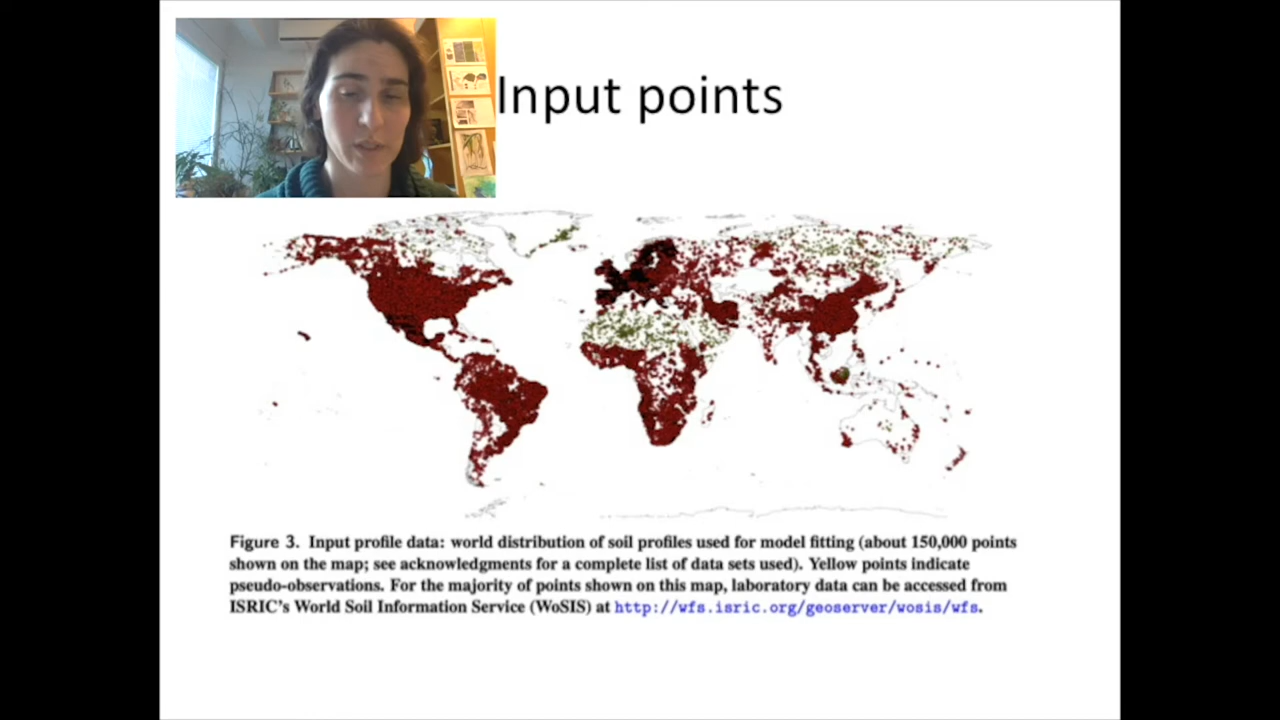 Input points
Figure 3. Input profile data: world distribution of soil profiles used for model fitting (about 150,000 points
shown on the map; see acknowledgments for a complete list of data sets used). Yellow points indicate
pseudo-observations. For the majority of points shown on this map, laboratory data can be accessed from
ISRIC's World Soil Information Service (WoSIS) at http://wfs.isric.org/geoserver/wosis/wfs.